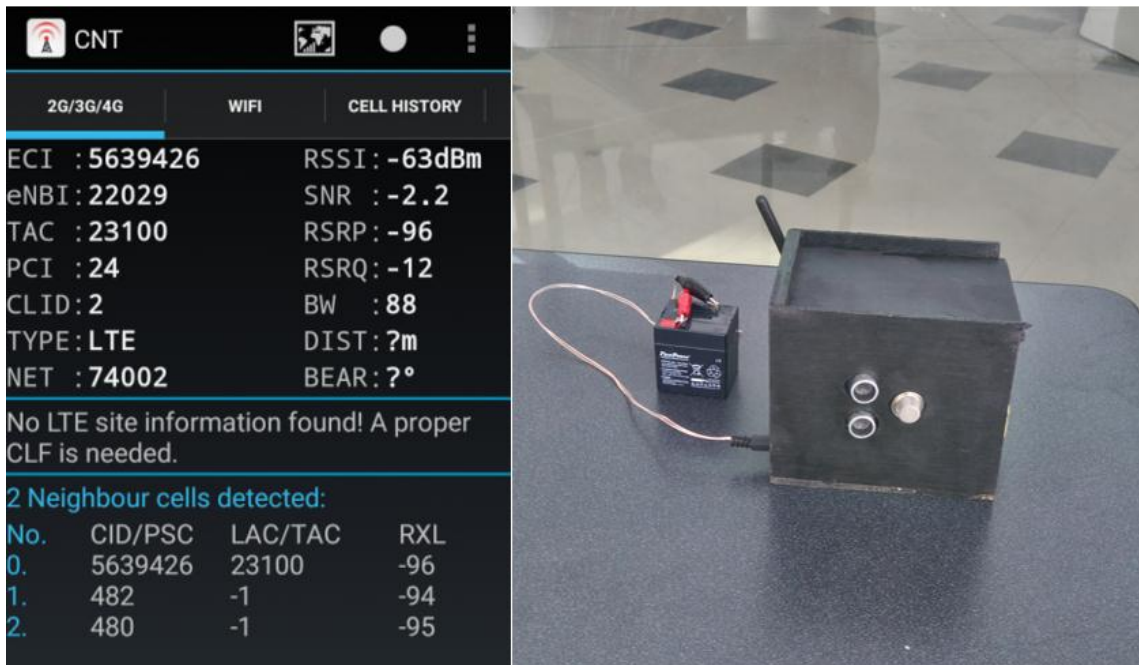 CNT
2G/3G/4G WIFI CELL HISTORY
ECI :5639426 RSSI:-63dBm
eNBI:22029 SNR :-2.2
TAC :23100 RSRP:-96
PCI :24 RSRQ:-12
CLID:2 BW :88
TYPE:LTE DIST:?m
NET :74002 BEAR:?°
No LTE site information found! A proper
CLF is needed.
2 Neighbour cells detected:
No. CID/PSC LAC/TAC RXL
0. 5639426 23100 -96
1. 482 -1 -94
2. 480 -1 -95